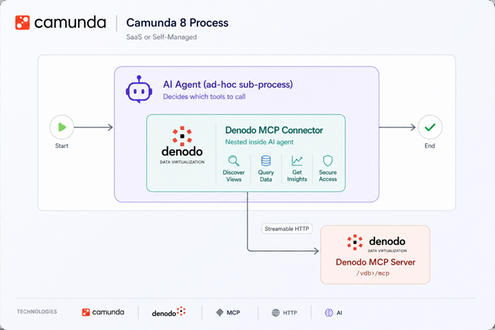 camunda
Camunda 8 Process
SaaS or Self-Managed
AI Agent (ad-hoc sub-process)
Decides which tools to call
Start
denodo
DATA VIRTUALIZATION
Denodo MCP Connector
Nested inside AI agent
Discover
Views
Query
Data
Get
Insights
Secure
Access
End
Streamable HTTP
denodo
DATA VIRTUALIZATION
Denodo MCP Server
/vdb>/mcp
TECHNOLOGIES
camunda
denodo
MCP
HTTP
AI